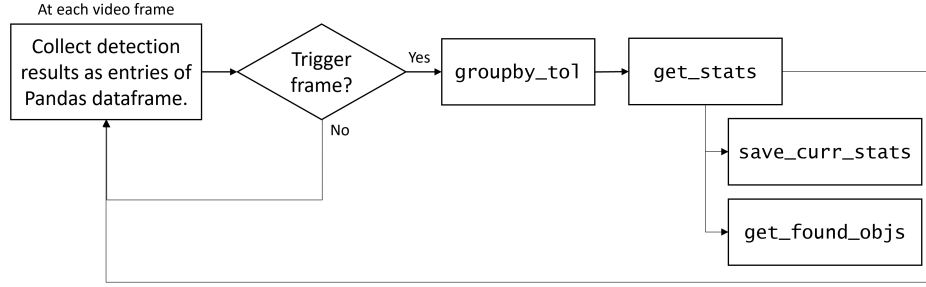 At each video frame
Collect detection
results as entries of
Pandas dataframe.
Trigger
frame?
Yes
No
groupby_tol
get_stats
save_curr_stats
get_found_objs